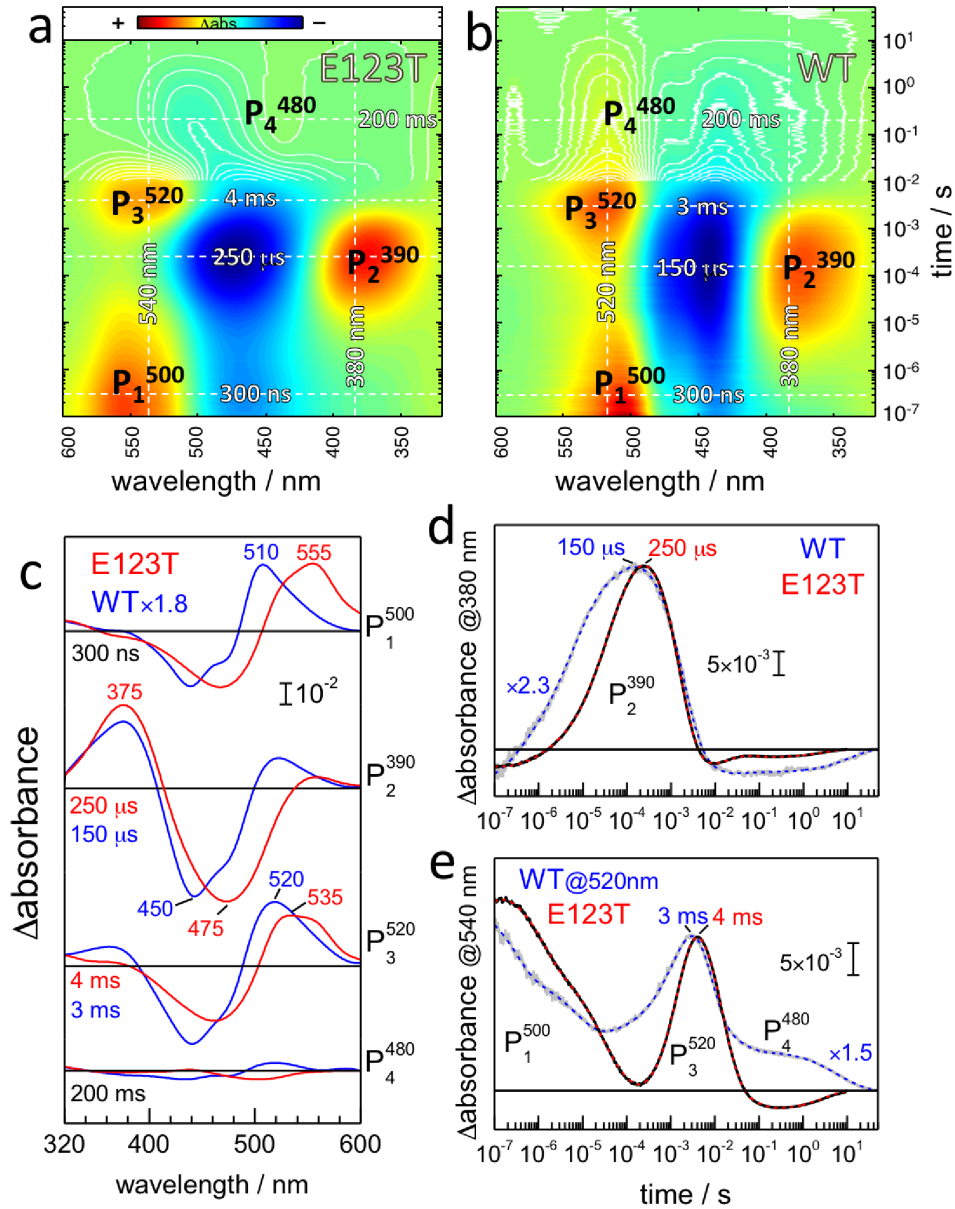 a
+ Δabs −
E123T
P₄⁴⁸⁰
200 ms
P₃⁵²⁰
4 ms
250 μs
P₂³⁹⁰
540 nm
380 nm
P₁⁵⁰⁰
300 ns
600 550 500 450 400 350
wavelength / nm
b
WT
P₄⁴⁸⁰
200 ms
P₃⁵²⁰
3 ms
150 μs
P₂³⁹⁰
520 nm
380 nm
P₁⁵⁰⁰
300 ns
600 550 500 450 400 350
wavelength / nm
10¹
10⁰
10⁻¹
10⁻²
10⁻³
10⁻⁴
10⁻⁵
10⁻⁶
10⁻⁷
time / s
c
E123T
WT×1.8
510 555
P₁⁵⁰⁰
300 ns
10⁻²
375
P₂³⁹⁰
250 μs
150 μs
450 475 520 535
P₃⁵²⁰
4 ms
3 ms
P₄⁴⁸⁰
200 ms
320 400 500 600
wavelength / nm
Δabsorbance
d
150 μs 250 μs
WT
E123T
×2.3
P₂³⁹⁰
5×10⁻³
10⁻⁷ 10⁻⁶ 10⁻⁵ 10⁻⁴ 10⁻³ 10⁻² 10⁻¹ 10⁰ 10¹
Δabsorbance @380 nm
e
WT@520nm
E123T
3 ms 4 ms
5×10⁻³
P₁⁵⁰⁰
P₃⁵²⁰
P₄⁴⁸⁰
×1.5
10⁻⁷ 10⁻⁶ 10⁻⁵ 10⁻⁴ 10⁻³ 10⁻² 10⁻¹ 10⁰ 10¹
Δabsorbance @540 nm
time / s